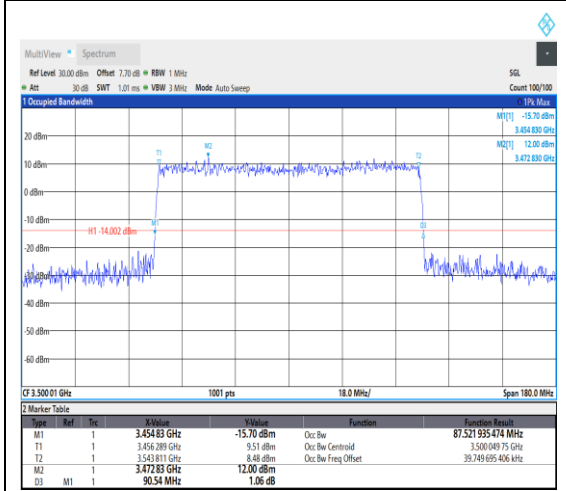 MultiView Spectrum
Ref Level 30.00 dBm Offset 7.70 dB RBW 1 MHz SGL
Att 30 dB SWT 1.01 ms VBW 3 MHz Mode Auto Sweep Count 100/100
1 Occupied Bandwidth 1Pk Max
M1[1] -15.70 dBm
3.454 830 GHz
M2[1] 12.00 dBm
3.472 830 GHz
20 dBm
T1 M2 T2
10 dBm
0 dBm
-10 dBm
M1 D3
H1 -14.002 dBm
-20 dBm
-30 dBm
-40 dBm
-50 dBm
-60 dBm
CF 3.500 01 GHz 1001 pts 18.0 MHz/ Span 180.0 MHz
2 Marker Table
Type Ref Trc X-Value Y-Value Function Function Result
M1 1 3.454 83 GHz -15.70 dBm Occ Bw 87.521 935 474 MHz
T1 1 3.456 289 GHz 9.51 dBm Occ Bw Centroid 3.500 049 75 GHz
T2 1 3.543 811 GHz 8.48 dBm Occ Bw Freq Offset 39.749 695 406 kHz
M2 1 3.472 83 GHz 12.00 dBm
D3 M1 1 90.54 MHz 1.06 dB